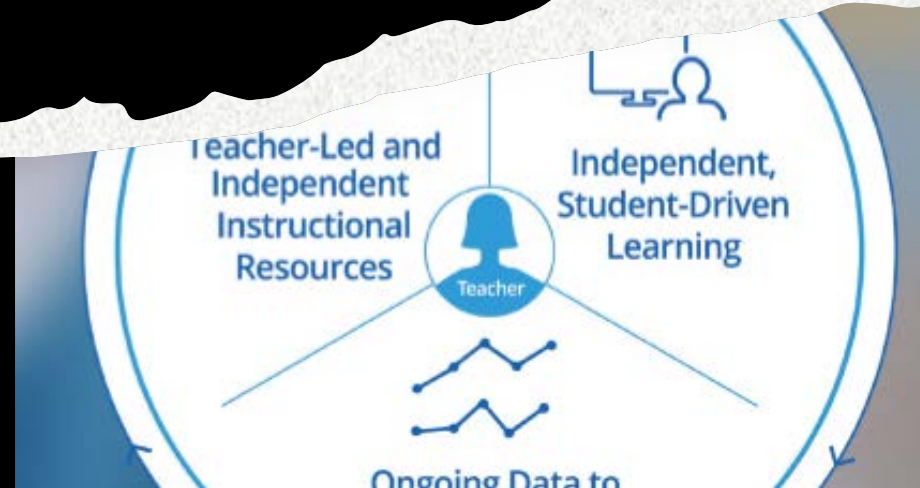 Teacher-Led and
Independent
Instructional
Resources
Independent,
Student-Driven
Learning
Teacher
Ongoing Data to